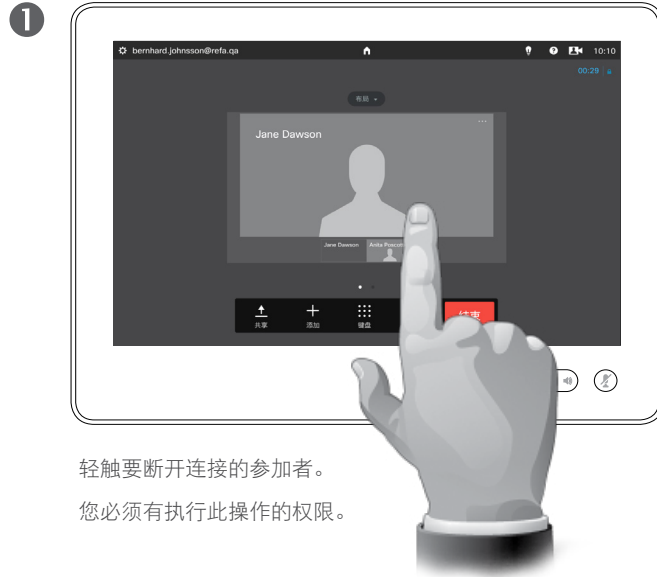 1
bernhard.johnsson@refa.qa 10:10
00:29
布局
Jane Dawson
Jane Dawson Anita
共享 添加 键盘 结束
轻触要断开连接的参加者。
您必须有执行此操作的权限。